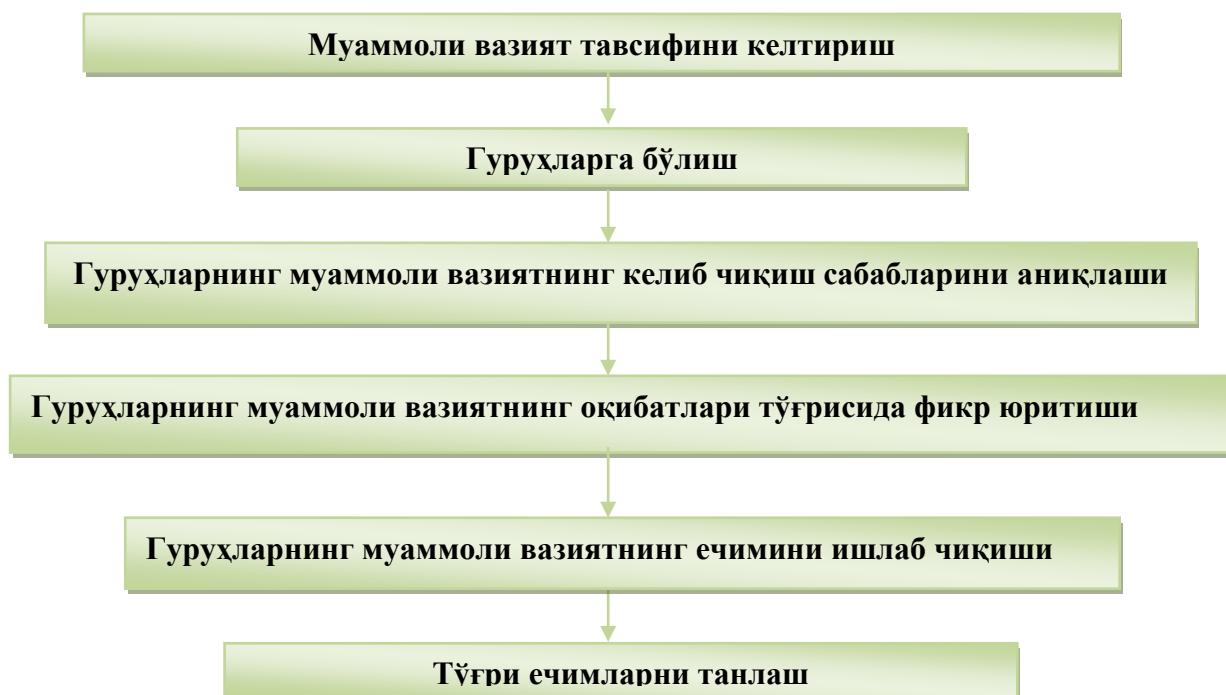 Муаммоли вазият тавсифини келтириш
Гуруҳларга бўлиш
Гуруҳларнинг муаммоли вазиятнинг келиб чиқиш сабабларини аниқлаши
Гуруҳларнинг муаммоли вазиятнинг оқибатлари тўғрисида фикр юритиши
Гуруҳларнинг муаммоли вазиятнинг ечимини ишлаб чиқиши
Тўғри ечимларни танлаш